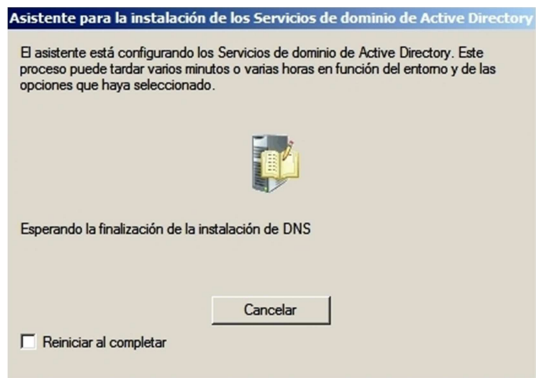 Asistente para la instalación de los Servicios de dominio de Active Directory
El asistente está configurando los Servicios de dominio de Active Directory. Este
proceso puede tardar varios minutos o varias horas en función del entorno y de las
opciones que haya seleccionado.
Esperando la finalización de la instalación de DNS
Cancelar
Reiniciar al completar